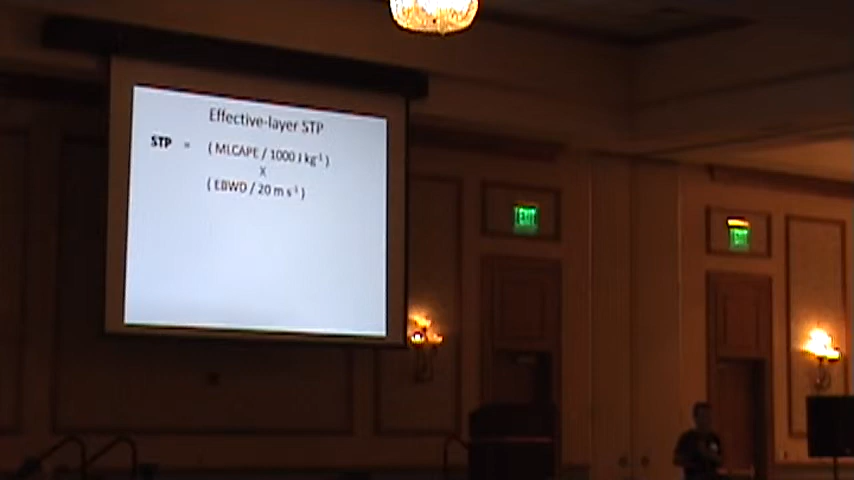 Effective-layer STP
STP = ( MLCAPE / 1000 J kg⁻¹ )
X
( EBWD / 20 m s⁻¹ )
EXIT
EXIT